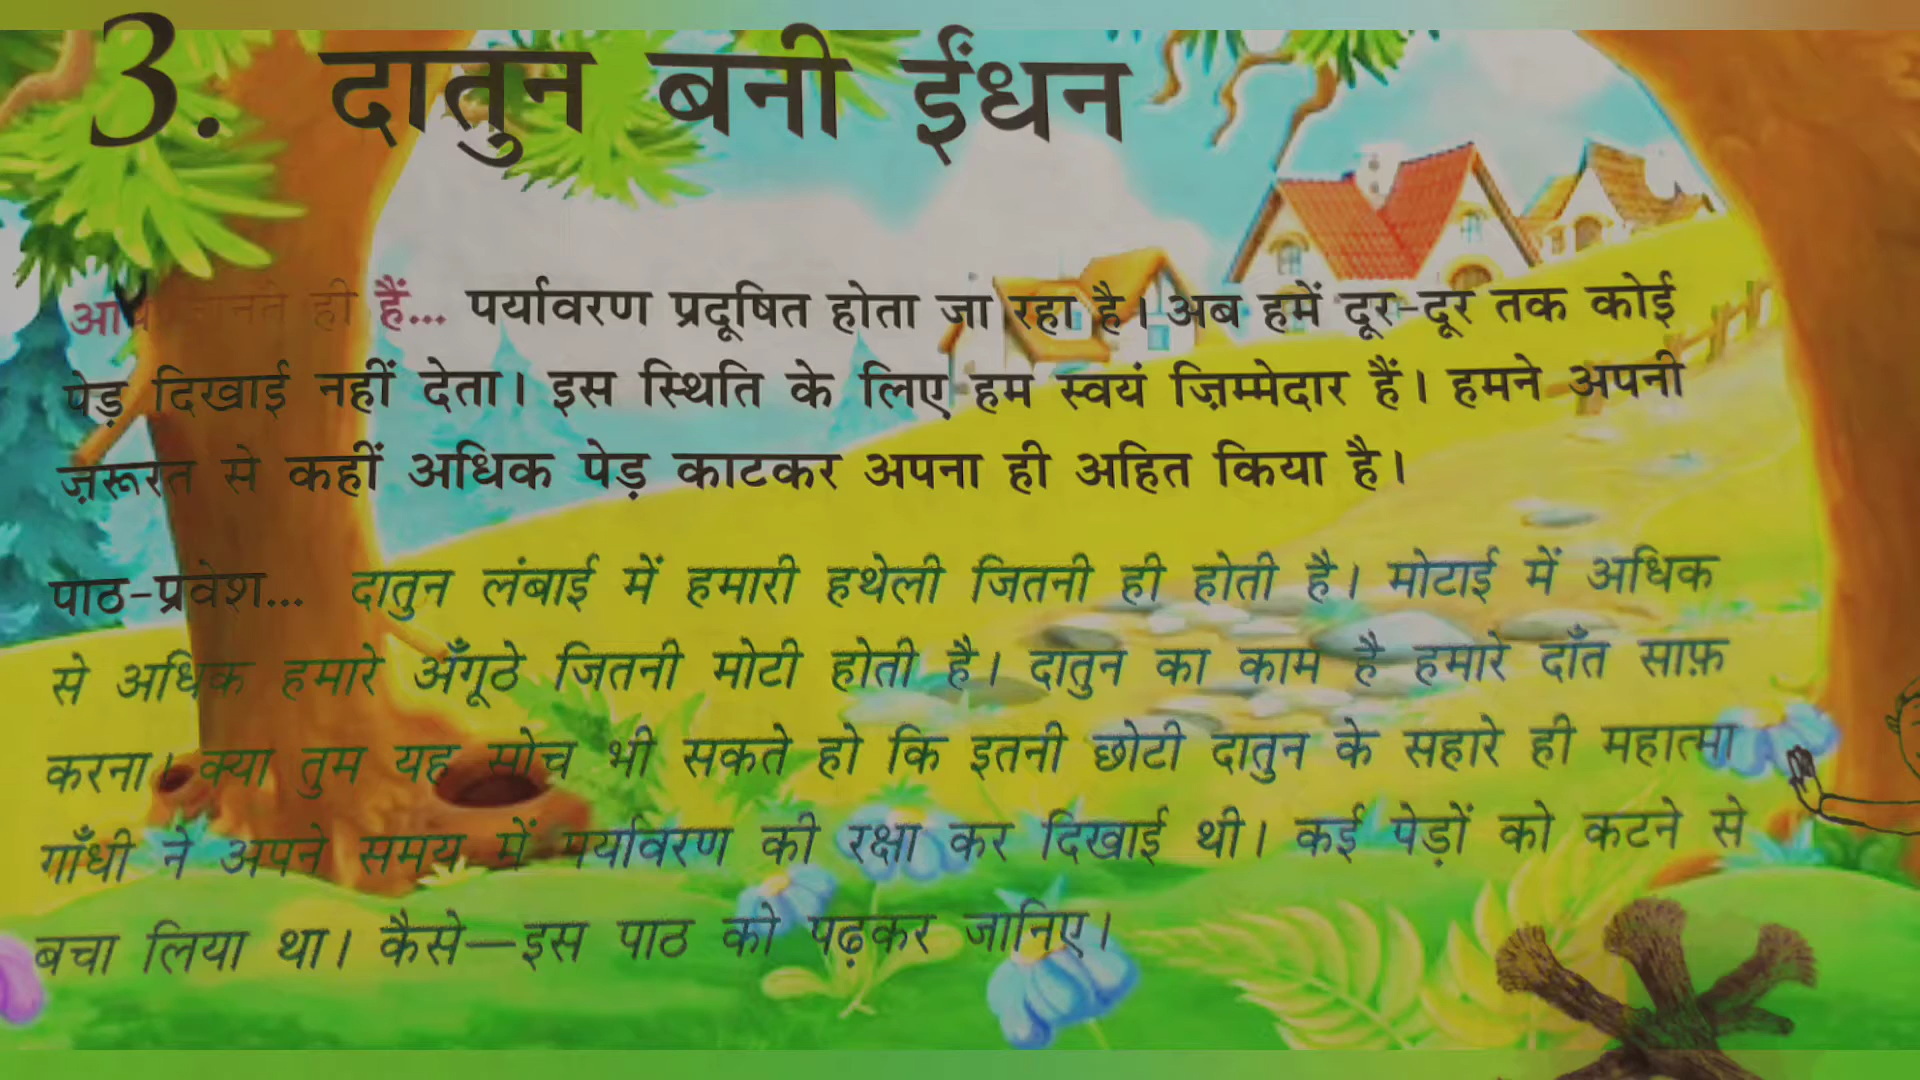 3. दातुन बनी ईंधन
आप जानते ही हैं... पर्यावरण प्रदूषित होता जा रहा है। अब हमें दूर-दूर तक कोई
पेड़ दिखाई नहीं देता। इस स्थिति के लिए हम स्वयं ज़िम्मेदार हैं। हमने अपनी
ज़रूरत से कहीं अधिक पेड़ काटकर अपना ही अहित किया है।
पाठ-प्रवेश... दातुन लंबाई में हमारी हथेली जितनी ही होती है। मोटाई में अधिक
से अधिक हमारे अँगूठे जितनी मोटी होती है। दातुन का काम है हमारे दाँत साफ़
करना। क्या तुम यह सोच भी सकते हो कि इतनी छोटी दातुन के सहारे ही महात्मा
गाँधी ने अपने समय में पर्यावरण की रक्षा कर दिखाई थी। कई पेड़ों को कटने से
बचा लिया था। कैसे—इस पाठ को पढ़कर जानिए।